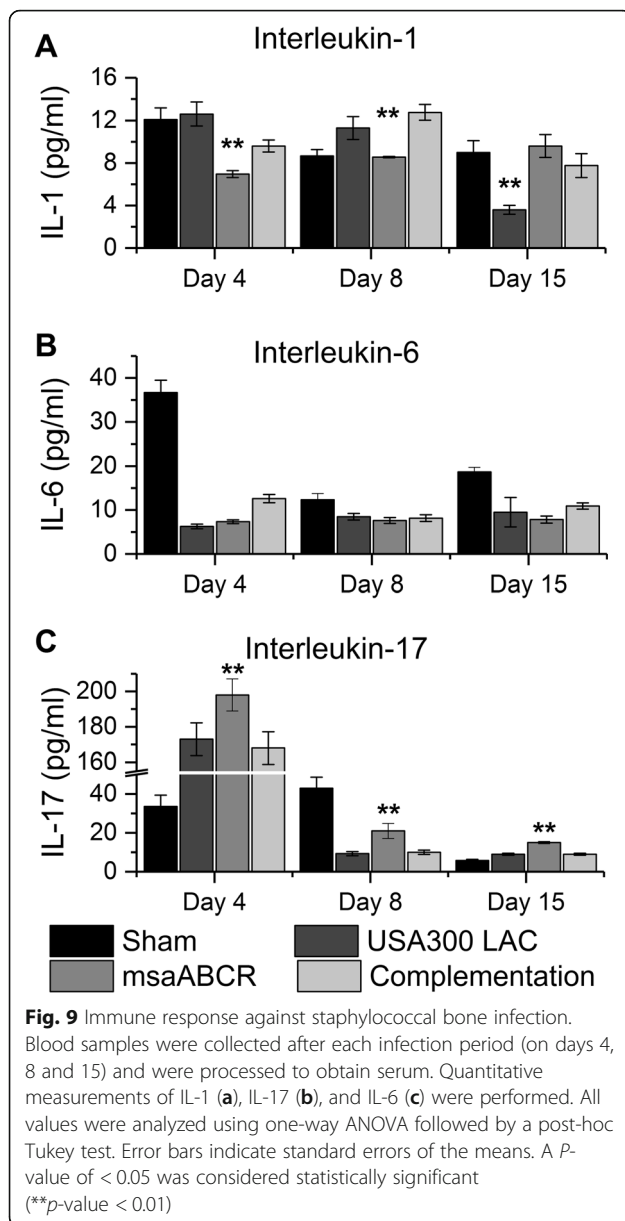 Interleukin-1
A
IL-1 (pg/ml)
16
12
8
4
0
**
**
**
Day 4 Day 8 Day 15
B
Interleukin-6
IL-6 (pg/ml)
40
30
20
10
0
Day 4 Day 8 Day 15
C
Interleukin-17
IL-17 (pg/ml)
200
180
160
40
20
0
**
**
**
Day 4 Day 8 Day 15
Sham USA300 LAC
msaABCR Complementation
Fig. 9 Immune response against staphylococcal bone infection.
Blood samples were collected after each infection period (on days 4,
8 and 15) and were processed to obtain serum. Quantitative
measurements of IL-1 (a), IL-17 (b), and IL-6 (c) were performed. All
values were analyzed using one-way ANOVA followed by a post-hoc
Tukey test. Error bars indicate standard errors of the means. A P-
value of < 0.05 was considered statistically significant
(**p-value < 0.01)